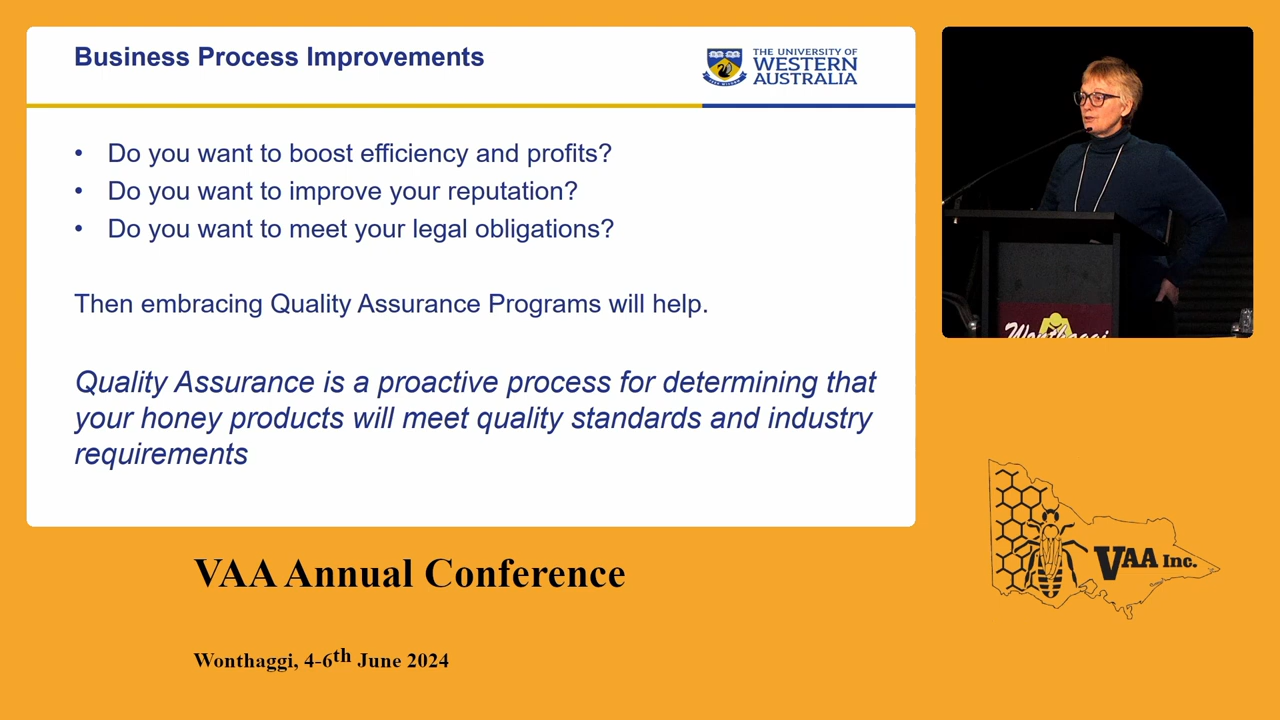 Business Process Improvements
THE UNIVERSITY OF
WESTERN
AUSTRALIA
• Do you want to boost efficiency and profits?
• Do you want to improve your reputation?
• Do you want to meet your legal obligations?
Then embracing Quality Assurance Programs will help.
Quality Assurance is a proactive process for determining that
your honey products will meet quality standards and industry
requirements
Wonthaggi
VAA Inc.
VAA Annual Conference
Wonthaggi, 4-6th June 2024